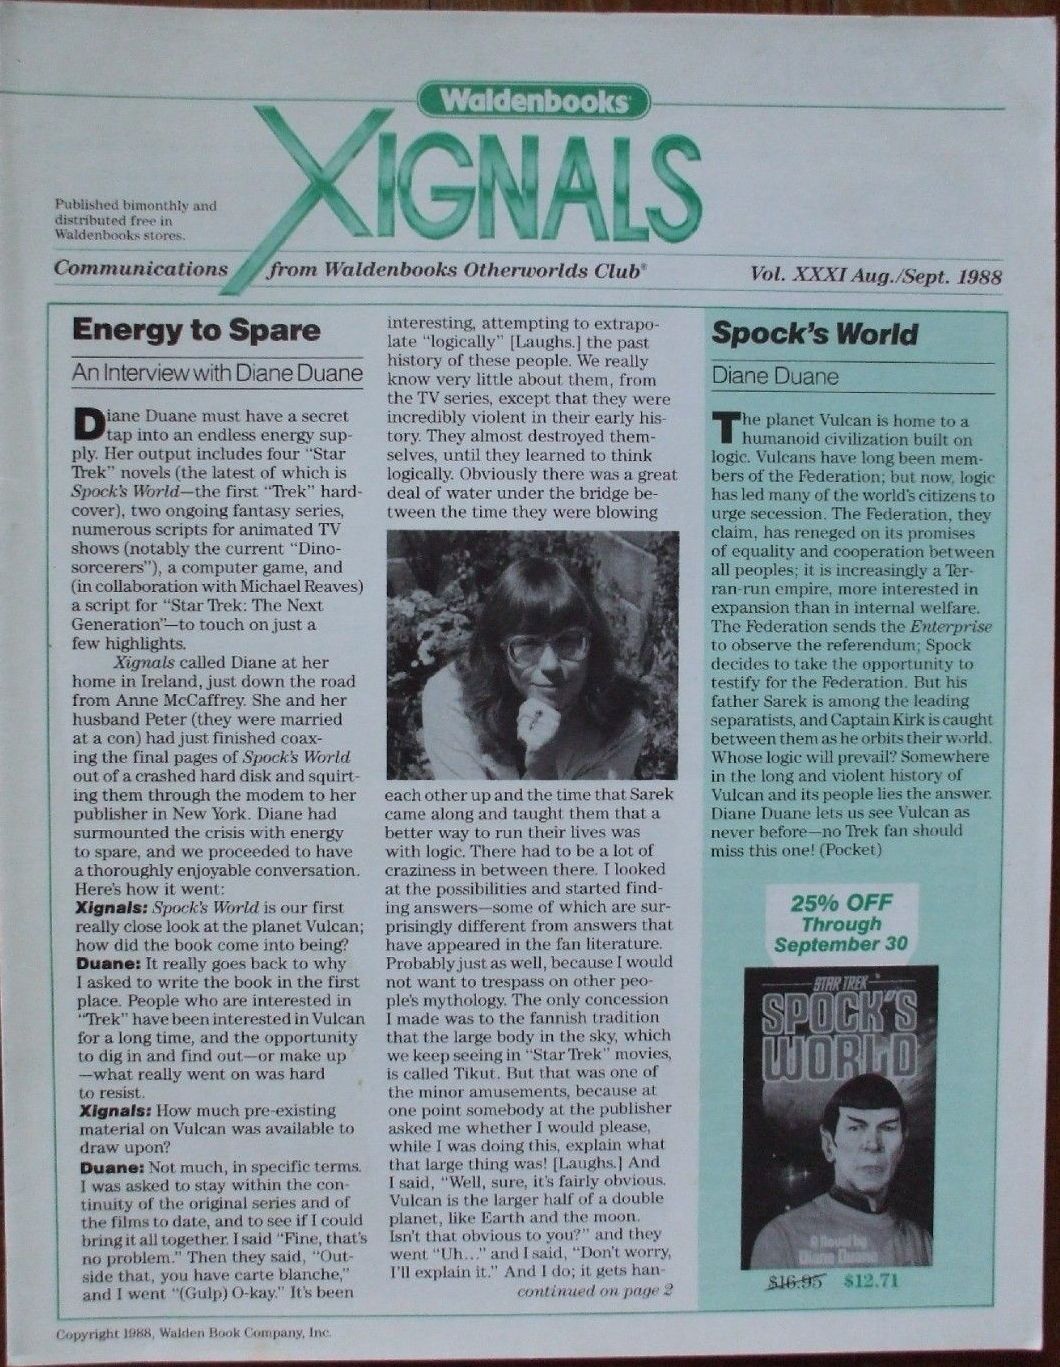 Waldenbooks
XIGNALS
Published bimonthly and
distributed free in
Waldenbooks stores.
Communications from Waldenbooks Otherworlds Club®
Vol. XXXI Aug./Sept. 1988
Energy to Spare
An Interview with Diane Duane
Diane Duane must have a secret
tap into an endless energy sup-
ply. Her output includes four “Star
Trek” novels (the latest of which is
Spock's World—the first “Trek” hard-
cover), two ongoing fantasy series,
numerous scripts for animated TV
shows (notably the current “Dino-
sorcerers”), a computer game, and
(in collaboration with Michael Reaves)
a script for “Star Trek: The Next
Generation”—to touch on just a
few highlights.
Xignals called Diane at her
home in Ireland, just down the road
from Anne McCaffrey. She and her
husband Peter (they were married
at a con) had just finished coax-
ing the final pages of Spock's World
out of a crashed hard disk and squirt-
ing them through the modem to her
publisher in New York. Diane had
surmounted the crisis with energy
to spare, and we proceeded to have
a thoroughly enjoyable conversation.
Here's how it went:
Xignals: Spock's World is our first
really close look at the planet Vulcan;
how did the book come into being?
Duane: It really goes back to why
I asked to write the book in the first
place. People who are interested in
“Trek” have been interested in Vulcan
for a long time, and the opportunity
to dig in and find out—or make up
—what really went on was hard
to resist.
Xignals: How much pre-existing
material on Vulcan was available to
draw upon?
Duane: Not much, in specific terms.
I was asked to stay within the con-
tinuity of the original series and of
the films to date, and to see if I could
bring it all together. I said “Fine, that's
no problem.” Then they said, “Out-
side that, you have carte blanche,”
and I went “(Gulp) O-kay.” It's been
interesting, attempting to extrapo-
late “logically” [Laughs.] the past
history of these people. We really
know very little about them, from
the TV series, except that they were
incredibly violent in their early his-
tory. They almost destroyed them-
selves, until they learned to think
logically. Obviously there was a great
deal of water under the bridge be-
tween the time they were blowing
each other up and the time that Sarek
came along and taught them that a
better way to run their lives was
with logic. There had to be a lot of
craziness in between there. I looked
at the possibilities and started find-
ing answers—some of which are sur-
prisingly different from answers that
have appeared in the fan literature.
Probably just as well, because I would
not want to trespass on other peo-
ple's mythology. The only concession
I made was to the fannish tradition
that the large body in the sky, which
we keep seeing in “Star Trek” movies,
is called Tikut. But that was one of
the minor amusements, because at
one point somebody at the publisher
asked me whether I would please,
while I was doing this, explain what
that large thing was! [Laughs.] And
I said, “Well, sure, it's fairly obvious.
Vulcan is the larger half of a double
planet, like Earth and the moon.
Isn't that obvious to you?” and they
went “Uh...” and I said, “Don't worry,
I'll explain it.” And I do; it gets han-
continued on page 2
Spock's World
Diane Duane
The planet Vulcan is home to a
humanoid civilization built on
logic. Vulcans have long been mem-
bers of the Federation; but now, logic
has led many of the world's citizens to
urge secession. The Federation, they
claim, has reneged on its promises
of equality and cooperation between
all peoples; it is increasingly a Ter-
ran-run empire, more interested in
expansion than in internal welfare.
The Federation sends the Enterprise
to observe the referendum; Spock
decides to take the opportunity to
testify for the Federation. But his
father Sarek is among the leading
separatists, and Captain Kirk is caught
between them as he orbits their world.
Whose logic will prevail? Somewhere
in the long and violent history of
Vulcan and its people lies the answer.
Diane Duane lets us see Vulcan as
never before—no Trek fan should
miss this one! (Pocket)
25% OFF
Through
September 30
STAR TREK
SPOCK'S
WORLD
A Novel by
Diane Duane
$16.95 $12.71
Copyright 1988, Walden Book Company, Inc.